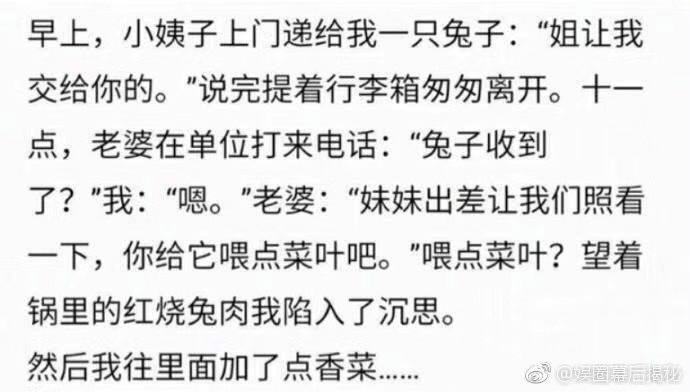 早上，小姨子上门递给我一只兔子：“姐让我
交给你的。”说完提着行李箱匆匆离开。十一
点，老婆在单位打来电话：“兔子收到
了？”我：“嗯。”老婆：“妹妹出差让我们照看
一下，你给它喂点菜叶吧。”喂点菜叶？望着
锅里的红烧兔肉我陷入了沉思。
然后我往里面加了点香菜……
@娱圈幕后揭秘